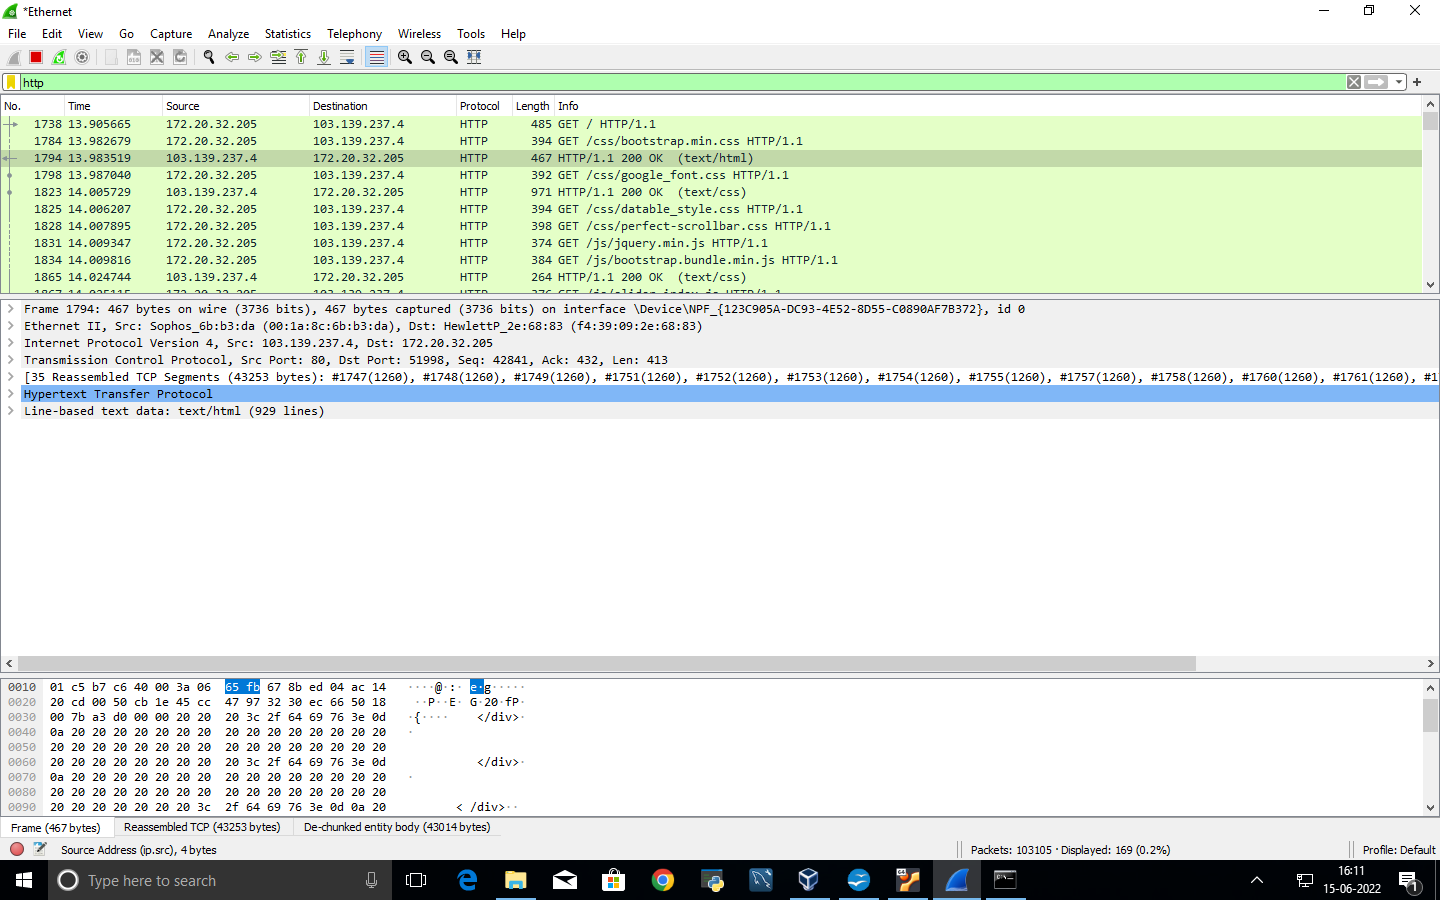 *Ethernet
File Edit View Go Capture Analyze Statistics Telephony Wireless Tools Help
http
No. Time Source Destination Protocol Length Info
1738 13.905665 172.20.32.205 103.139.237.4 HTTP 485 GET / HTTP/1.1
1784 13.982679 172.20.32.205 103.139.237.4 HTTP 394 GET /css/bootstrap.min.css HTTP/1.1
1794 13.983519 103.139.237.4 172.20.32.205 HTTP 467 HTTP/1.1 200 OK (text/html)
1798 13.987040 172.20.32.205 103.139.237.4 HTTP 392 GET /css/google_font.css HTTP/1.1
1823 14.005729 103.139.237.4 172.20.32.205 HTTP 971 HTTP/1.1 200 OK (text/css)
1825 14.006207 172.20.32.205 103.139.237.4 HTTP 394 GET /css/datable_style.css HTTP/1.1
1828 14.007895 172.20.32.205 103.139.237.4 HTTP 398 GET /css/perfect-scrollbar.css HTTP/1.1
1831 14.009347 172.20.32.205 103.139.237.4 HTTP 374 GET /js/jquery.min.js HTTP/1.1
1834 14.009816 172.20.32.205 103.139.237.4 HTTP 384 GET /js/bootstrap.bundle.min.js HTTP/1.1
1865 14.024744 103.139.237.4 172.20.32.205 HTTP 264 HTTP/1.1 200 OK (text/css)
Frame 1794: 467 bytes on wire (3736 bits), 467 bytes captured (3736 bits) on interface \Device\NPF_{123C905A-DC93-4E52-8D55-C0890AF7B372}, id 0
Ethernet II, Src: Sophos_6b:b3:da (00:1a:8c:6b:b3:da), Dst: HewlettP_2e:68:83 (f4:39:09:2e:68:83)
Internet Protocol Version 4, Src: 103.139.237.4, Dst: 172.20.32.205
Transmission Control Protocol, Src Port: 80, Dst Port: 51998, Seq: 42841, Ack: 432, Len: 413
[35 Reassembled TCP Segments (43253 bytes): #1747(1260), #1748(1260), #1749(1260), #1751(1260), #1752(1260), #1753(1260), #1754(1260), #1755(1260), #1757(1260), #1758(1260), #1760(1260), #1761(1260), #1
Hypertext Transfer Protocol
Line-based text data: text/html (929 lines)
0010 01 c5 b7 c6 40 00 3a 06 65 fb 67 8b ed 04 ac 14 ····@·:· e·g·····
0020 20 cd 00 50 cb 1e 45 cc 47 97 32 30 ec 66 50 18 ··P··E· G·20·fP·
0030 00 7b a3 d0 00 00 20 20 20 3c 2f 64 69 76 3e 0d ·{···· </div>·
0040 0a 20 20 20 20 20 20 20 20 20 20 20 20 20 20 20 ·
0050 20 20 20 20 20 20 20 20 20 20 20 20 20 20 20 20
0060 20 20 20 20 20 20 20 20 20 3c 2f 64 69 76 3e 0d </div>·
0070 0a 20 20 20 20 20 20 20 20 20 20 20 20 20 20 20 ·
0080 20 20 20 20 20 20 20 20 20 20 20 20 20 20 20 20
0090 20 20 20 20 20 20 20 3c 2f 64 69 76 3e 0d 0a 20 < /div>··
Frame (467 bytes) Reassembled TCP (43253 bytes) De-chunked entity body (43014 bytes)
Source Address (ip.src), 4 bytes Packets: 103105 · Displayed: 169 (0.2%) Profile: Default
Type here to search
16:11
15-06-2022
1